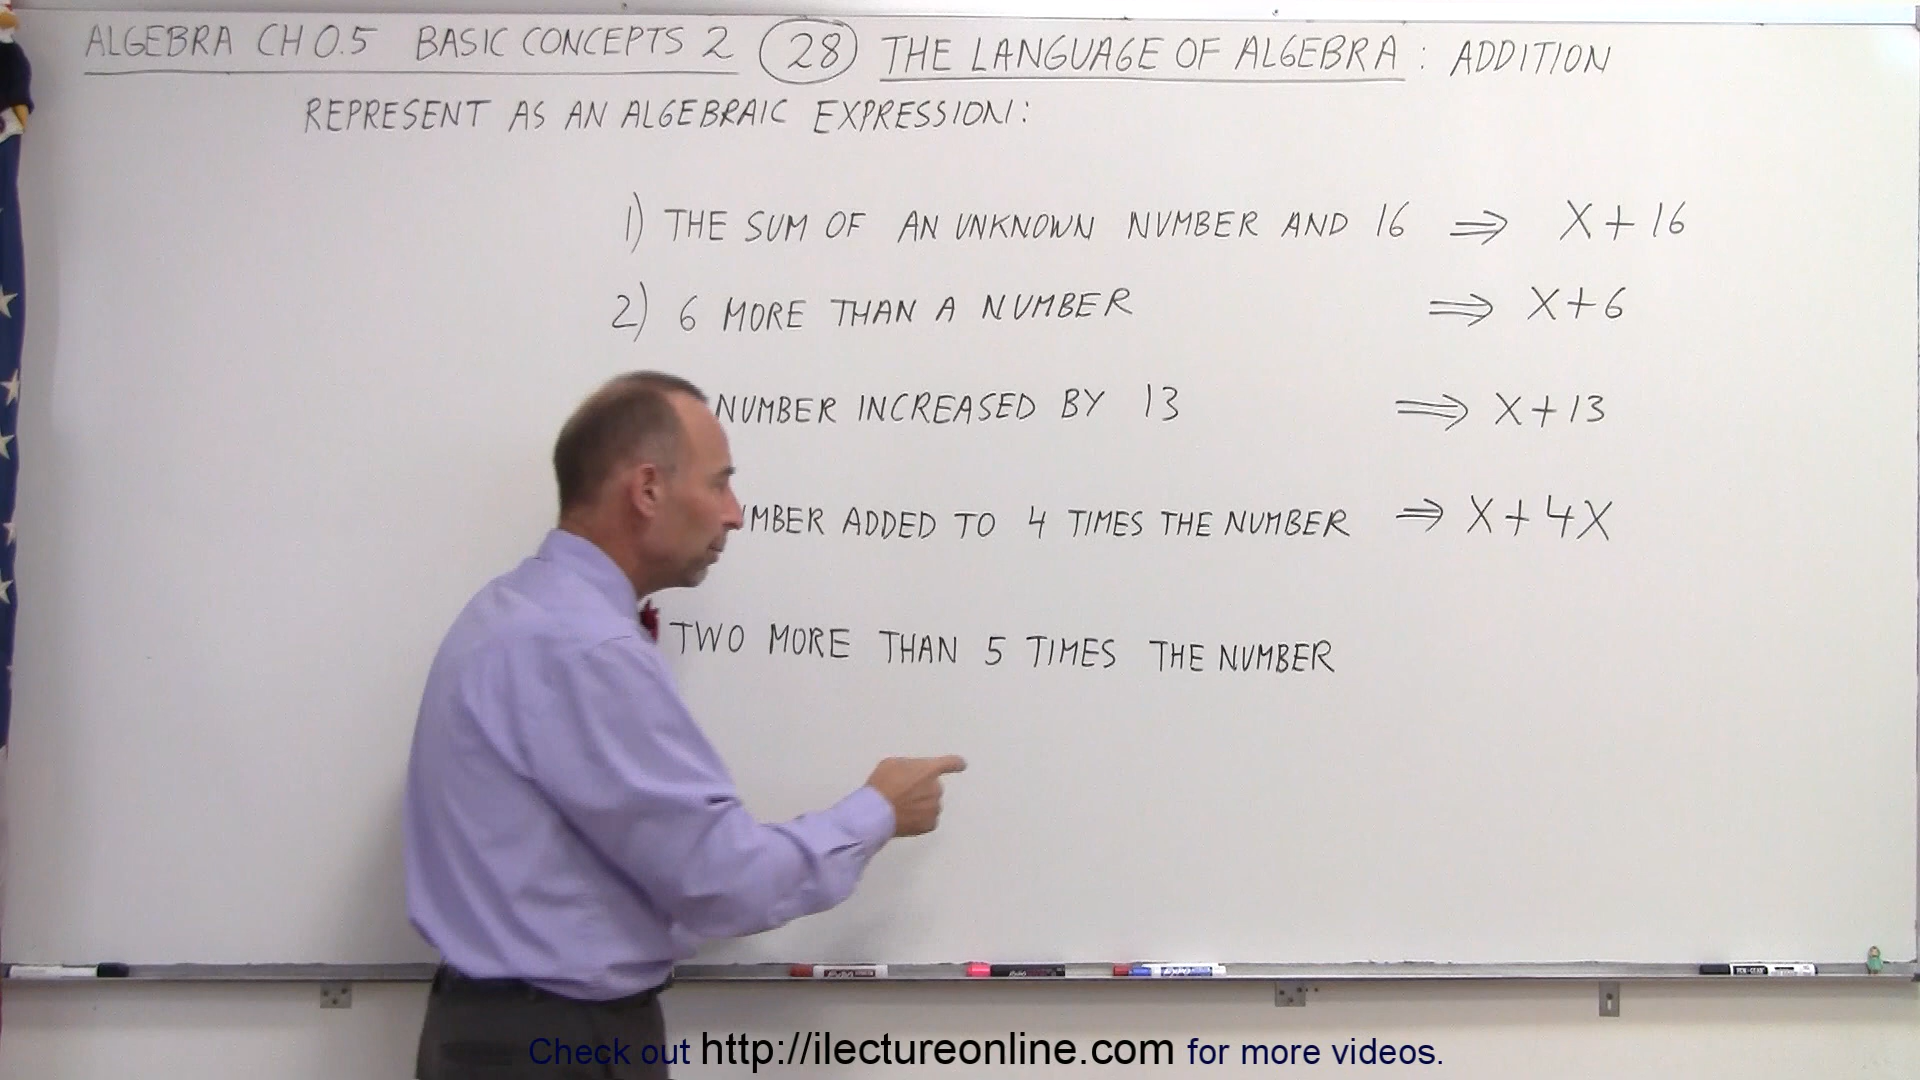 ALGEBRA CH 0.5 BASIC CONCEPTS 2 28 THE LANGUAGE OF ALGEBRA : ADDITION
REPRESENT AS AN ALGEBRAIC EXPRESSION:
1) THE SUM OF AN UNKNOWN NUMBER AND 16 ⇒ X + 16
2) 6 MORE THAN A NUMBER ⇒ X + 6
NUMBER INCREASED BY 13 ⇒ X + 13
ADDED TO 4 TIMES THE NUMBER ⇒ X + 4X
TWO MORE THAN 5 TIMES THE NUMBER
Check out http://ilectureonline.com for more videos.